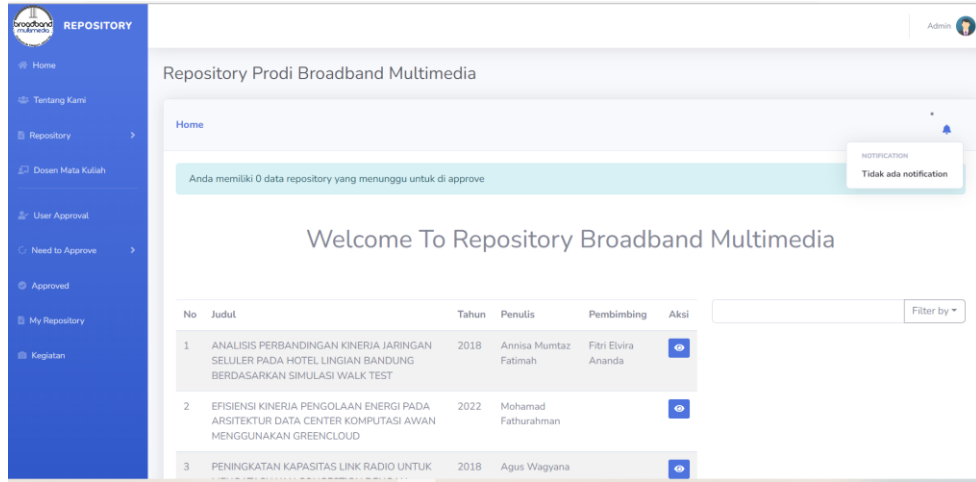 broadband
multimedia
REPOSITORY
Admin
Home
Tentang Kami
Repository
Dosen Mata Kuliah
User Approval
Need to Approve
Approved
My Repository
Kegiatan
Repository Prodi Broadband Multimedia
Home
NOTIFICATION
Tidak ada notification
Anda memiliki 0 data repository yang menunggu untuk di approve
Welcome To Repository Broadband Multimedia
No Judul Tahun Penulis Pembimbing Aksi
Filter by
1 ANALISIS PERBANDINGAN KINERJA JARINGAN 2018 Annisa Mumtaz Fitri Elvira
SELULER PADA HOTEL LINGIAN BANDUNG Fatimah Ananda
BERDASARKAN SIMULASI WALK TEST
2 EFISIENSI KINERJA PENGOLAAN ENERGI PADA 2022 Mohamad
ARSITEKTUR DATA CENTER KOMPUTASI AWAN Fathurahman
MENGGUNAKAN GREENCLOUD
3 PENINGKATAN KAPASITAS LINK RADIO UNTUK 2018 Agus Wagyana